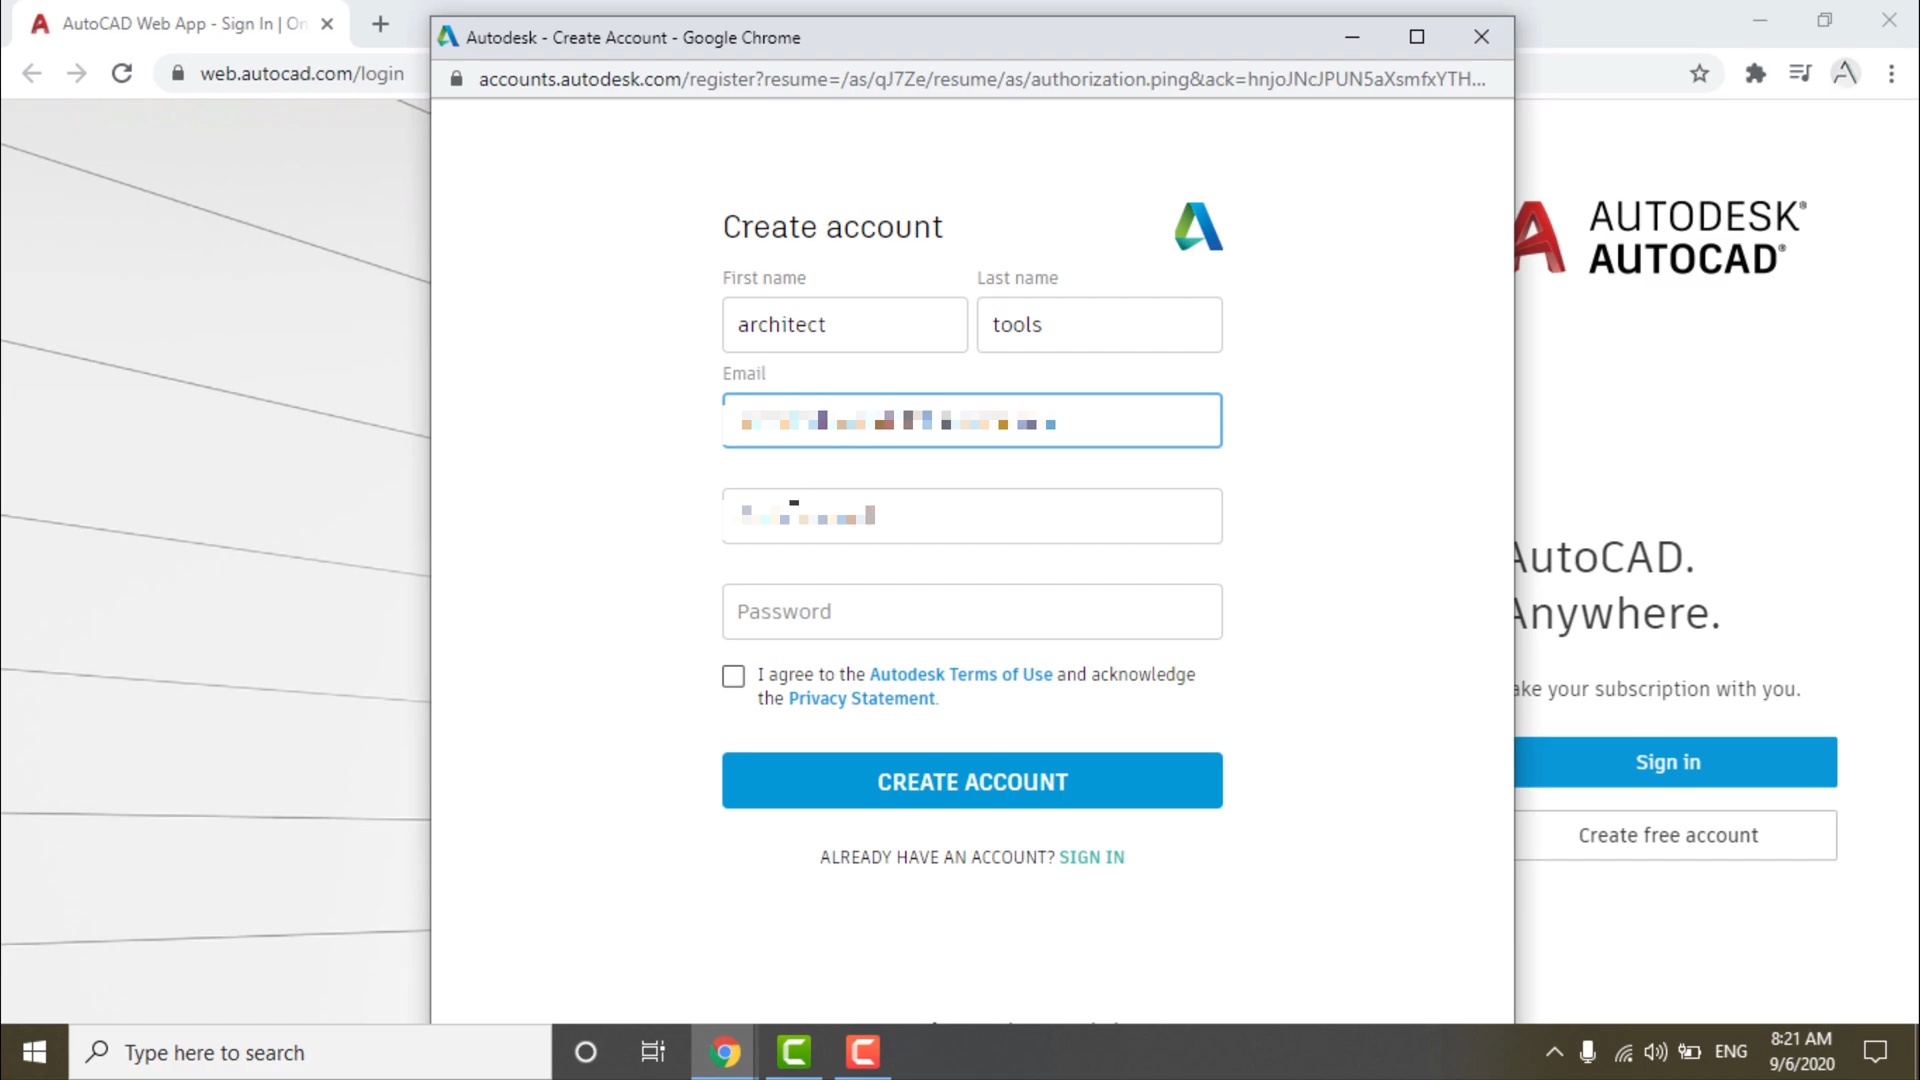 AutoCAD Web App - Sign In | On
web.autocad.com/login
Autodesk - Create Account - Google Chrome
accounts.autodesk.com/register?resume=/as/qJ7Ze/resume/as/authorization.ping&ack=hnjoJNcJPUN5aXsmfxYTH...
Create account
First name
Last name
architect
tools
Email
Password
I agree to the Autodesk Terms of Use and acknowledge
the Privacy Statement.
CREATE ACCOUNT
ALREADY HAVE AN ACCOUNT? SIGN IN
AUTODESK®
AUTOCAD®
AutoCAD.
Anywhere.
ake your subscription with you.
Sign in
Create free account
Type here to search
ENG
8:21 AM
9/6/2020